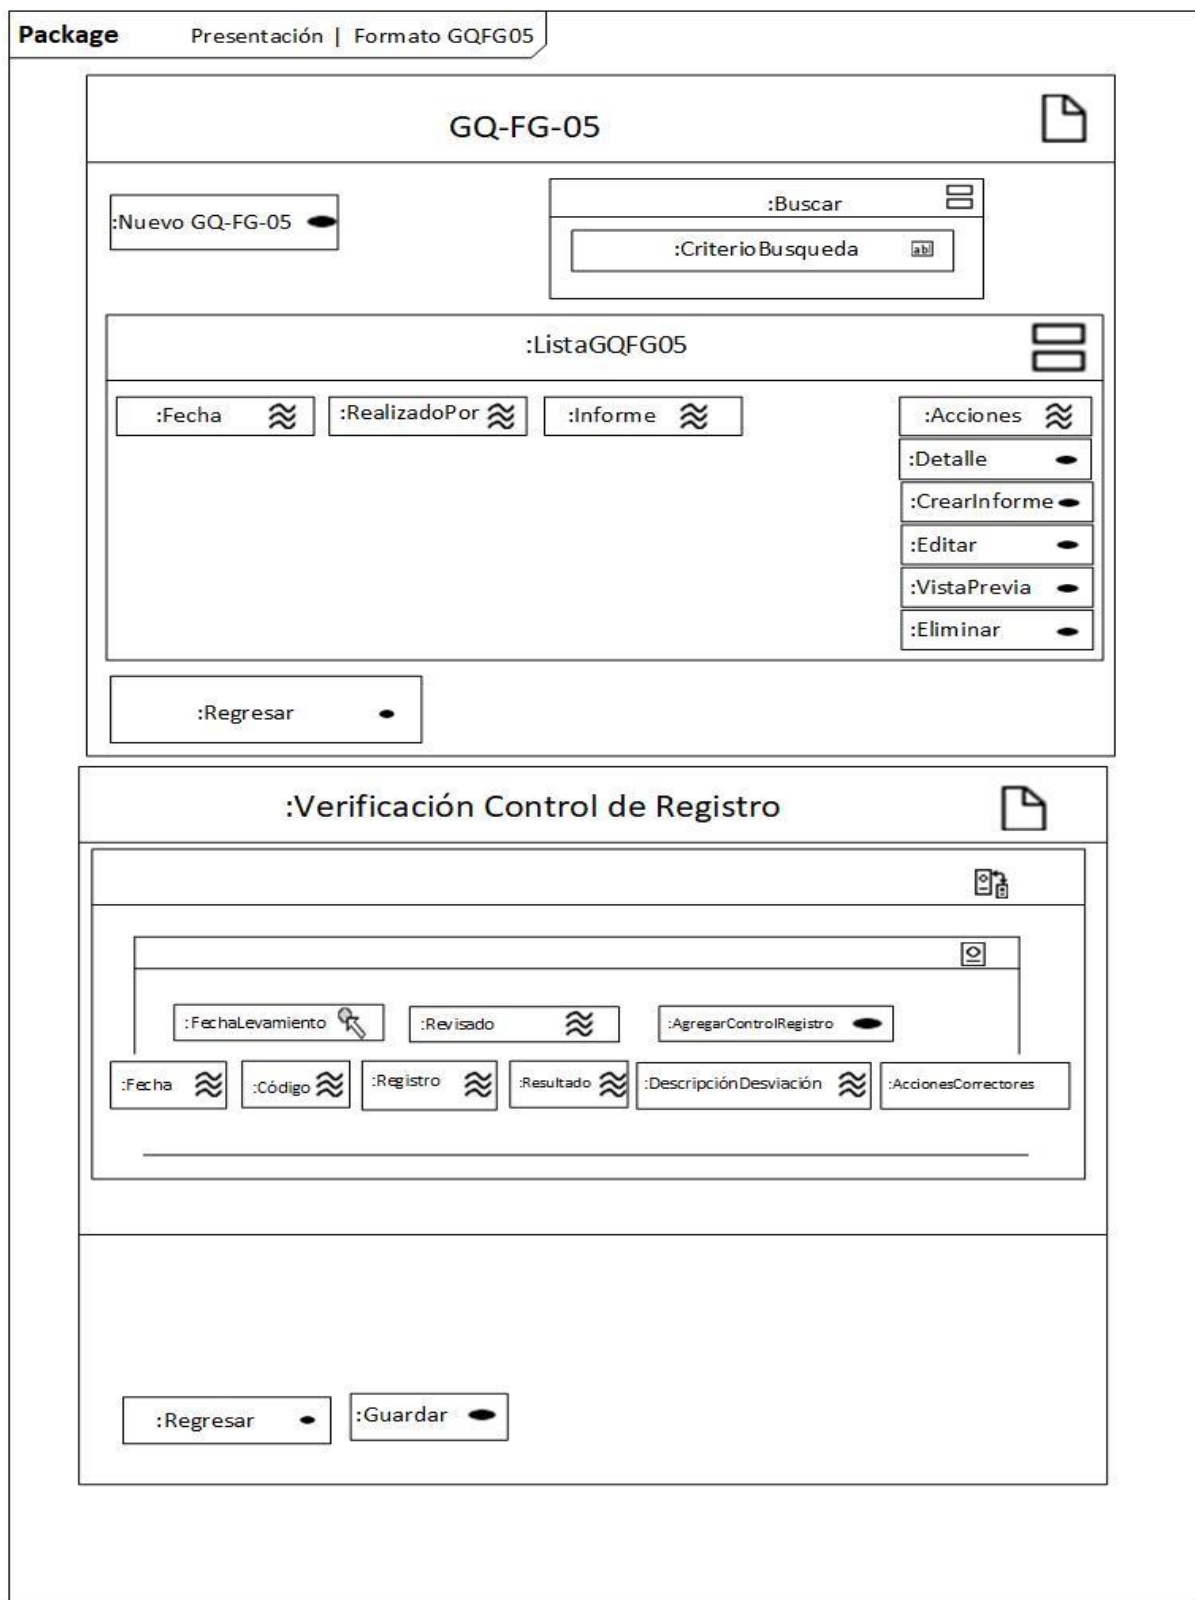 Package Presentación | Formato GQFG05
GQ-FG-05
:Nuevo GQ-FG-05
:Buscar
:CriterioBusqueda
abl
:ListaGQFG05
:Fecha :RealizadoPor :Informe :Acciones
:Detalle
:CrearInforme
:Editar
:VistaPrevia
:Eliminar
:Regresar
:Verificación Control de Registro
:FechaLevamiento :Revisado :AgregarControlRegistro
:Fecha :Código :Registro :Resultado :DescripciónDesviación :AccionesCorrectores
:Regresar :Guardar